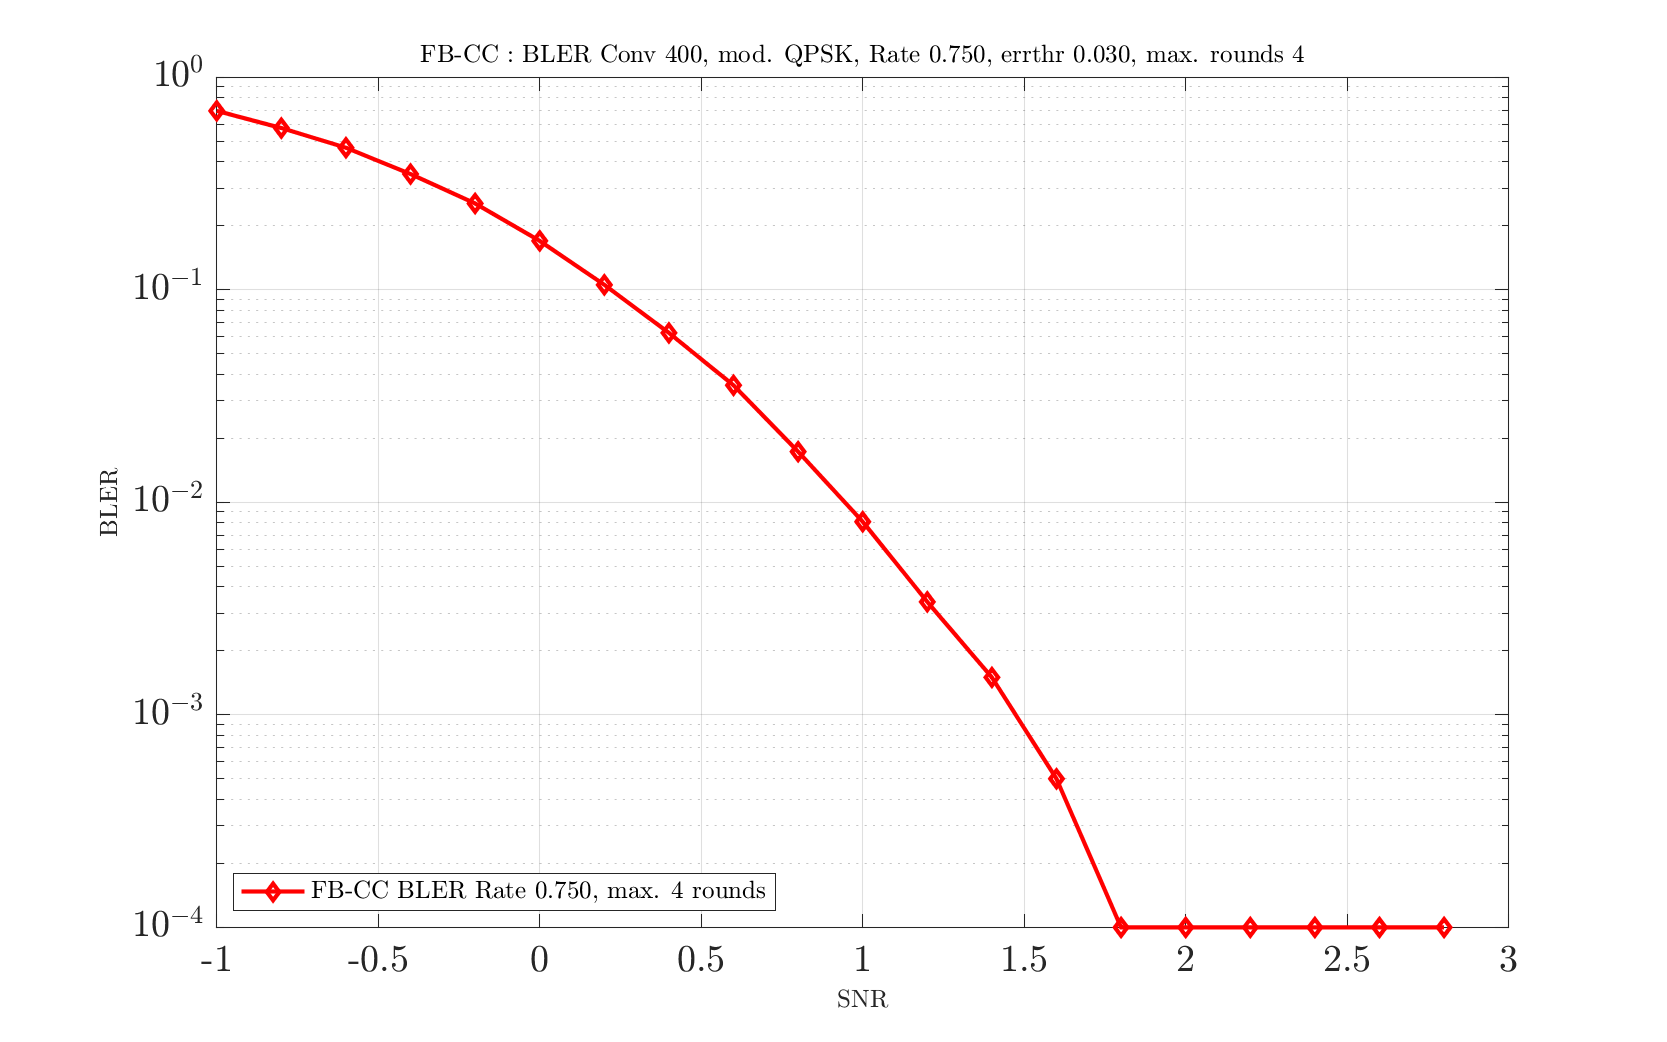 FB-CC : BLER Conv 400, mod. QPSK, Rate 0.750, errthr 0.030, max. rounds 4
10⁰
10⁻¹
10⁻²
10⁻³
10⁻⁴
BLER
FB-CC BLER Rate 0.750, max. 4 rounds
-1 -0.5 0 0.5 1 1.5 2 2.5 3
SNR